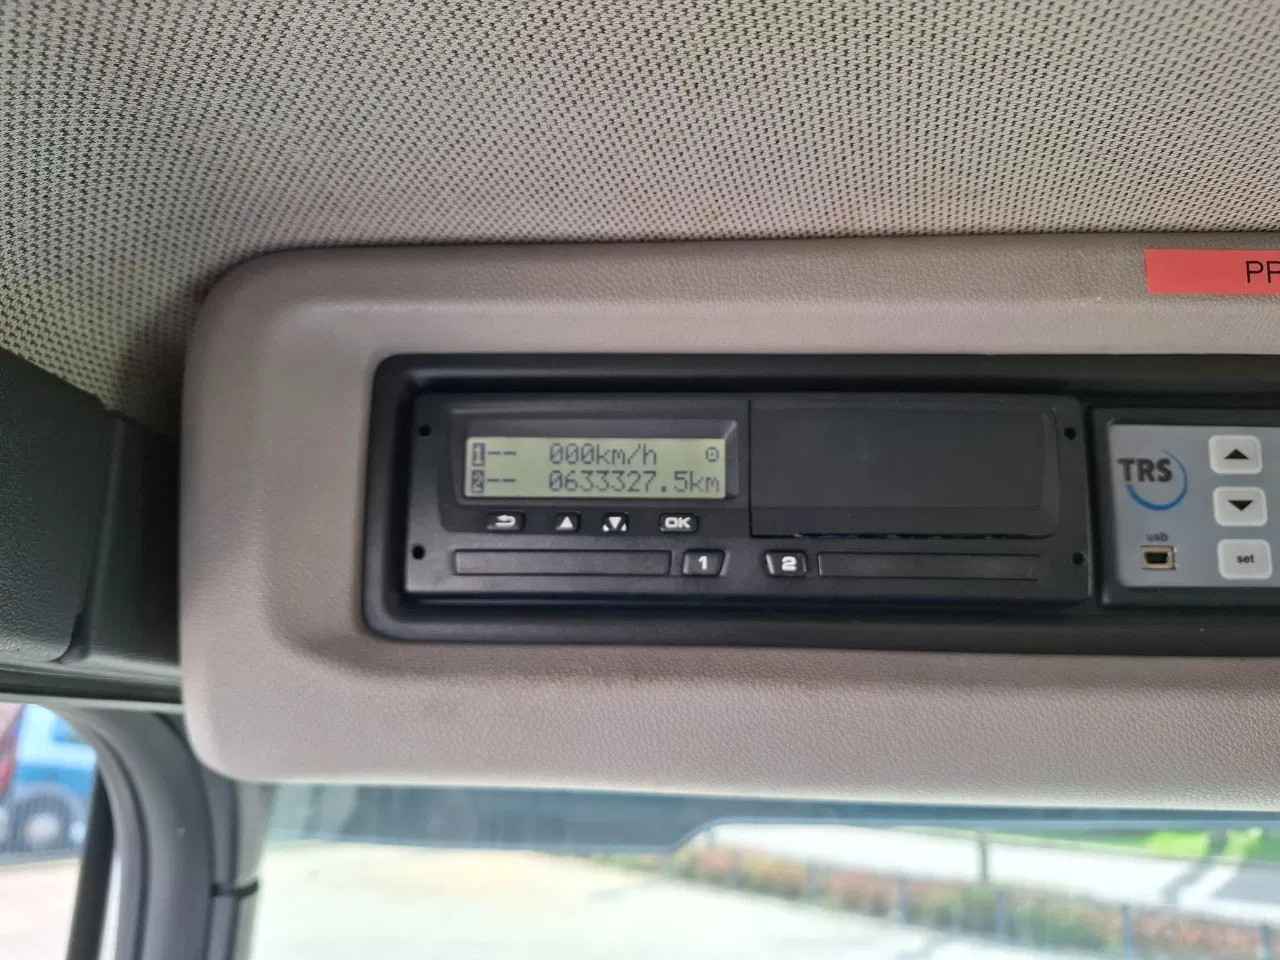 PR
1-- 000km/h
2-- 0633327.5km
OK
1
2
TRS
usb
set